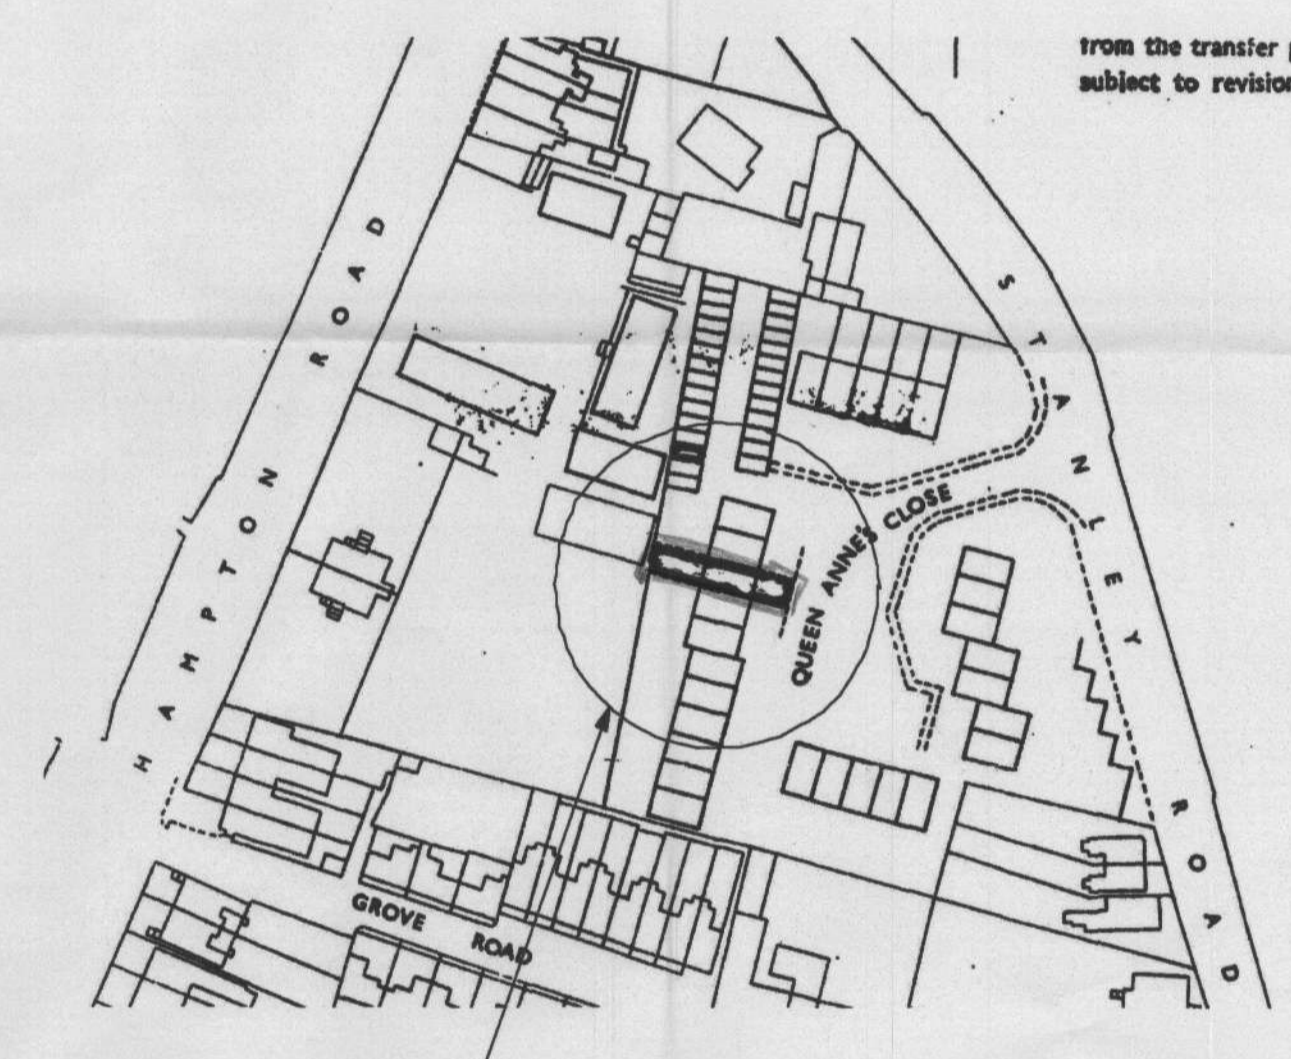 from the transfer
subject to revision
HAMPTON ROAD
STANLEY ROAD
QUEEN ANNE'S CLOSE
GROVE ROAD